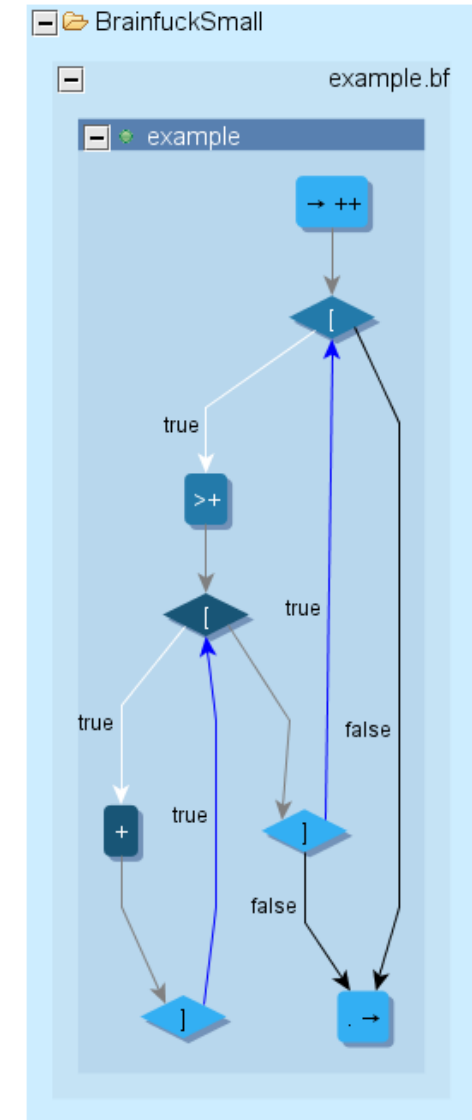 BrainfuckSmall
example.bf
example
→ ++
[
true
>+
[
true
false
true
true
+
]
false
]
. →